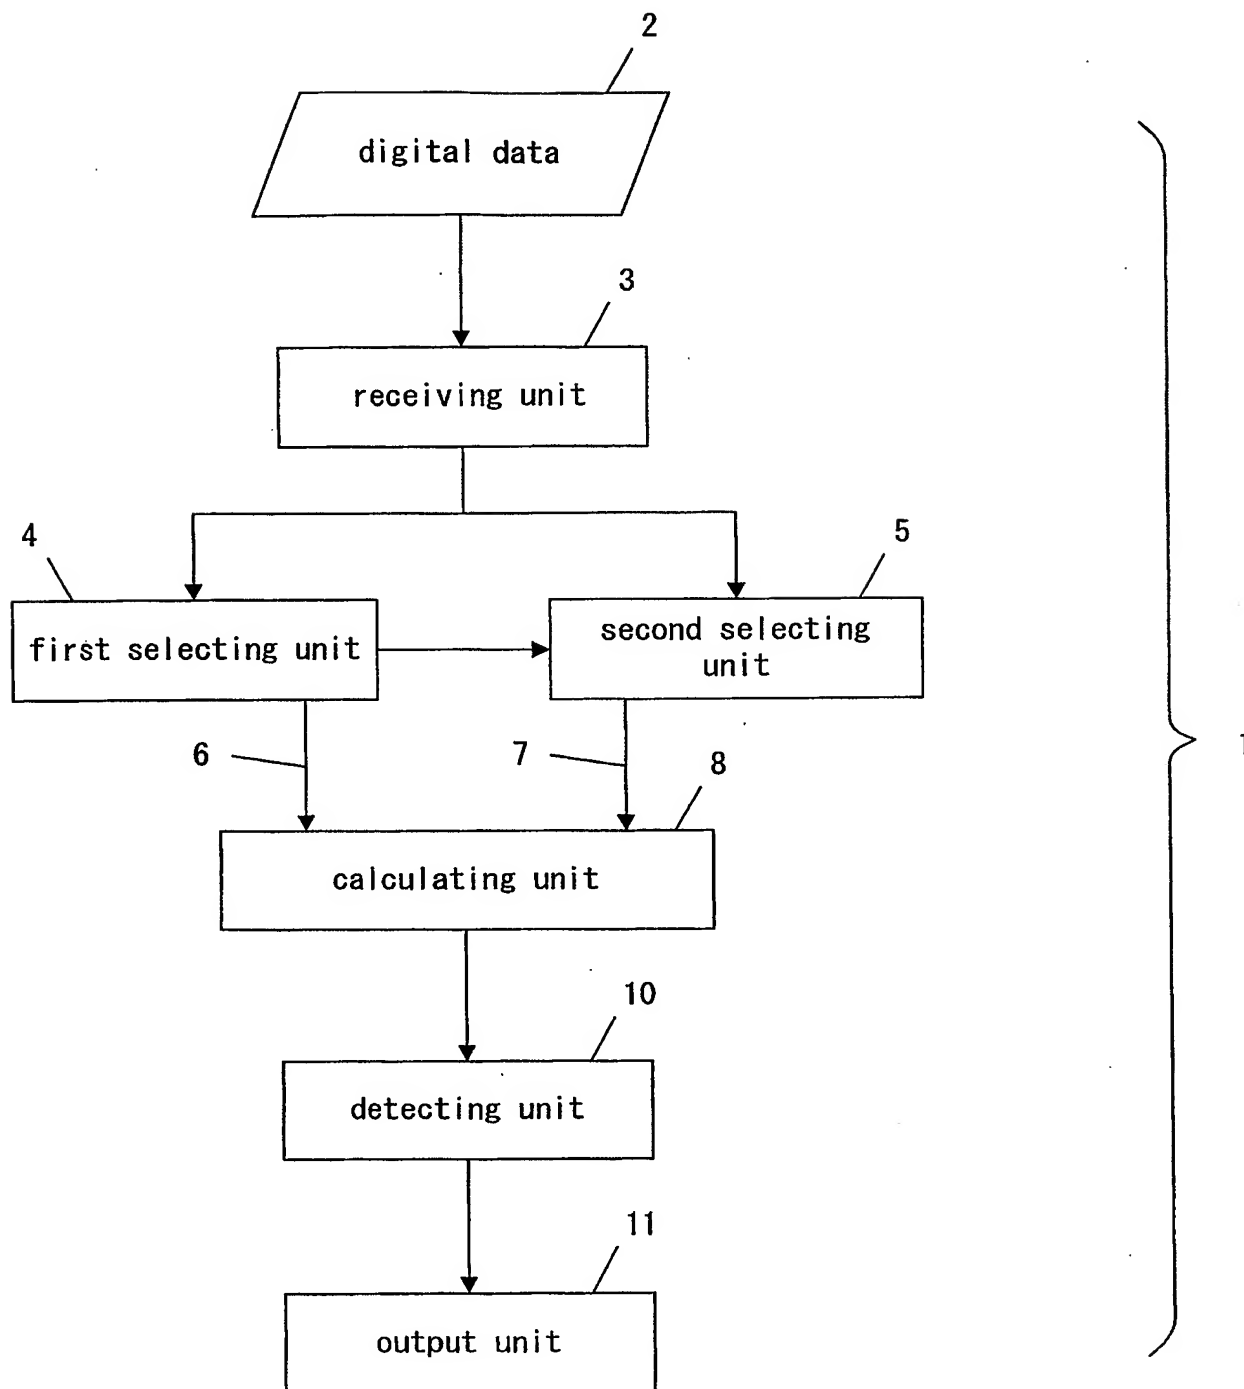 2
digital data
3
receiving unit
4
5
first selecting unit
second selecting
unit
6
7
8
calculating unit
1
10
detecting unit
11
output unit